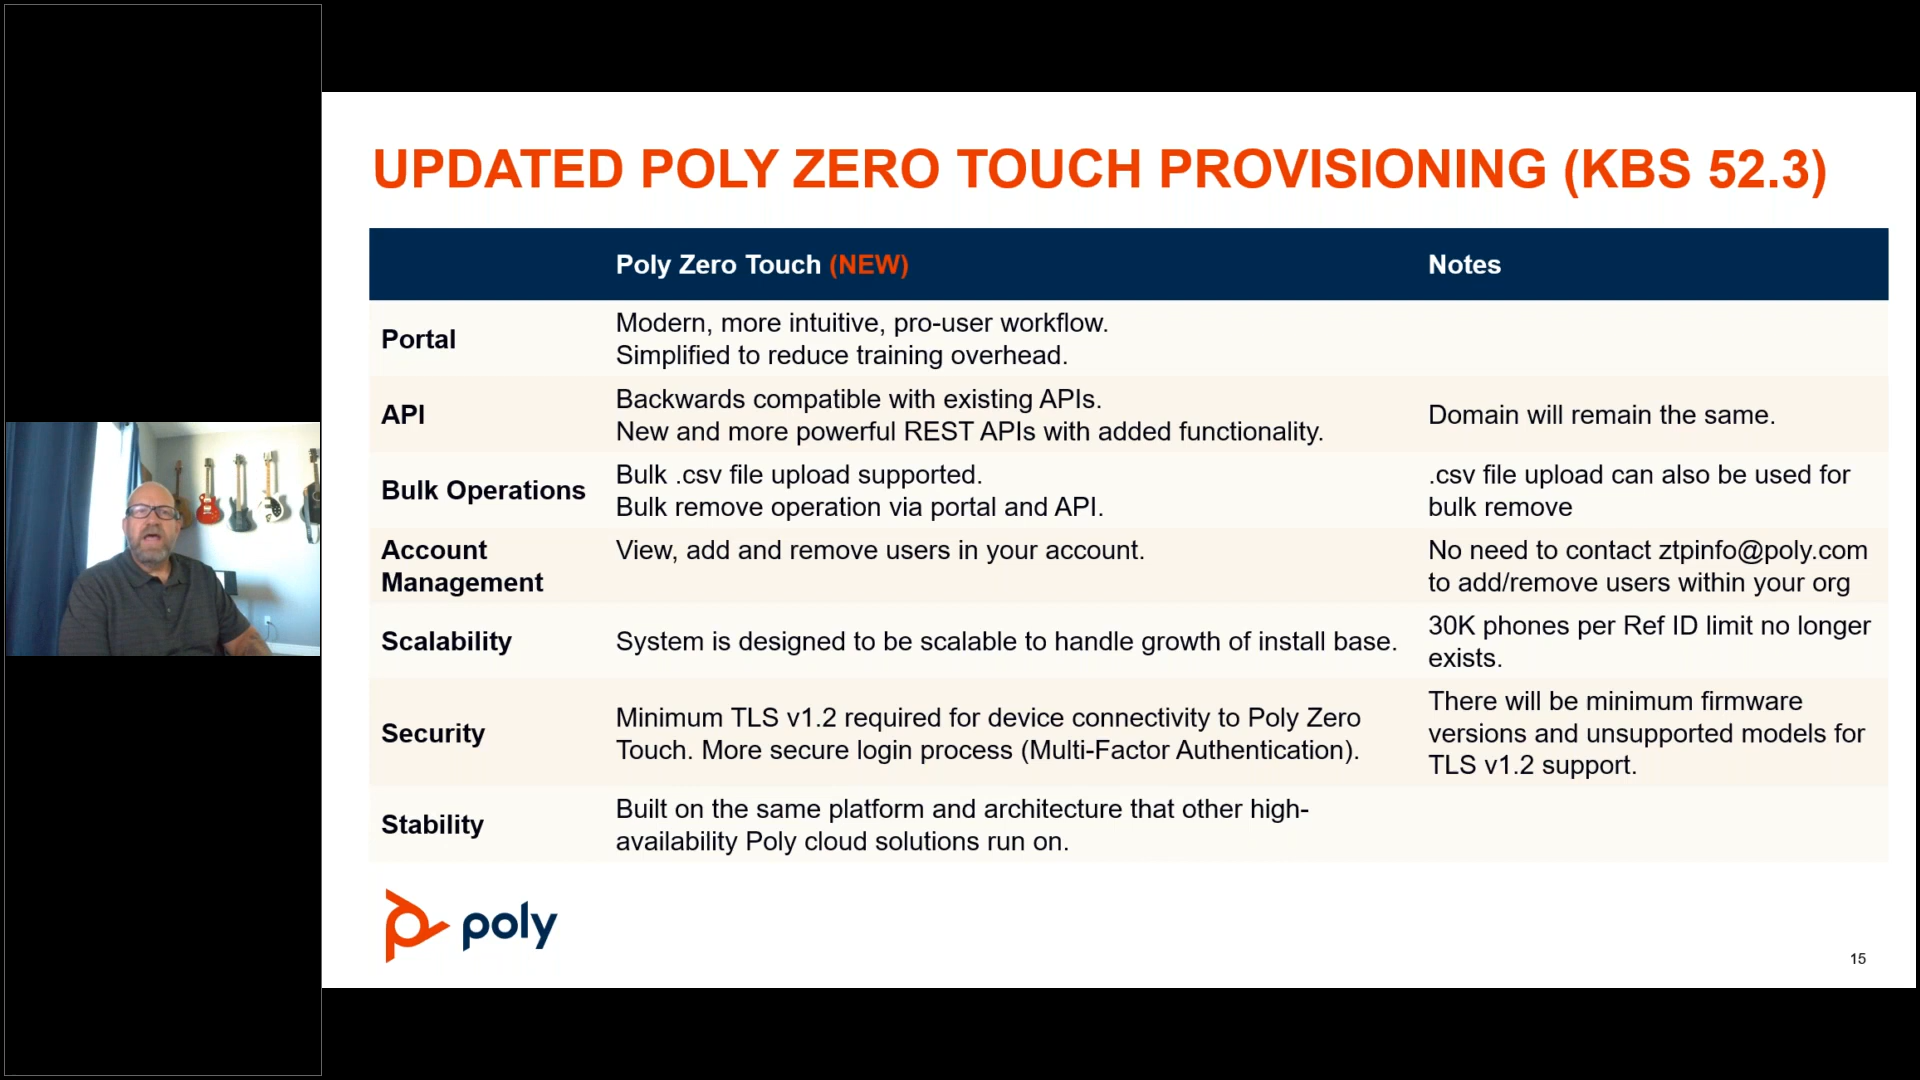 UPDATED POLY ZERO TOUCH PROVISIONING (KBS 52.3)
Poly Zero Touch (NEW)
Notes
Portal
Modern, more intuitive, pro-user workflow.
Simplified to reduce training overhead.
API
Backwards compatible with existing APIs.
New and more powerful REST APIs with added functionality.
Domain will remain the same.
Bulk Operations
Bulk .csv file upload supported.
Bulk remove operation via portal and API.
.csv file upload can also be used for
bulk remove
Account
Management
View, add and remove users in your account.
No need to contact ztpinfo@poly.com
to add/remove users within your org
Scalability
System is designed to be scalable to handle growth of install base.
30K phones per Ref ID limit no longer
exists.
Security
Minimum TLS v1.2 required for device connectivity to Poly Zero
Touch. More secure login process (Multi-Factor Authentication).
There will be minimum firmware
versions and unsupported models for
TLS v1.2 support.
Stability
Built on the same platform and architecture that other high-
availability Poly cloud solutions run on.
poly
15